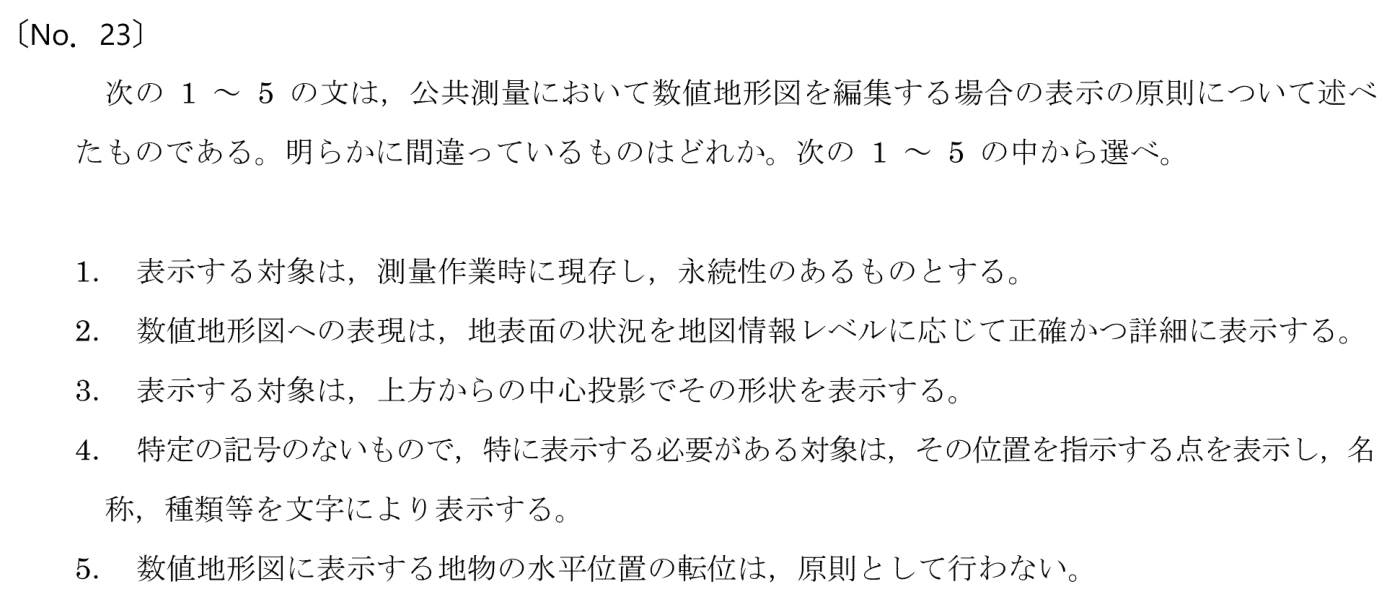 〔No. 23〕
次の 1 ～ 5 の文は，公共測量において数値地形図を編集する場合の表示の原則について述べ
たものである。明らかに間違っているものはどれか。次の 1 ～ 5 の中から選べ。
1. 表示する対象は，測量作業時に現存し，永続性のあるものとする。
2. 数値地形図への表現は，地表面の状況を地図情報レベルに応じて正確かつ詳細に表示する。
3. 表示する対象は，上方からの中心投影でその形状を表示する。
4. 特定の記号のないもので，特に表示する必要がある対象は，その位置を指示する点を表示し，名
称，種類等を文字により表示する。
5. 数値地形図に表示する地物の水平位置の転位は，原則として行わない。